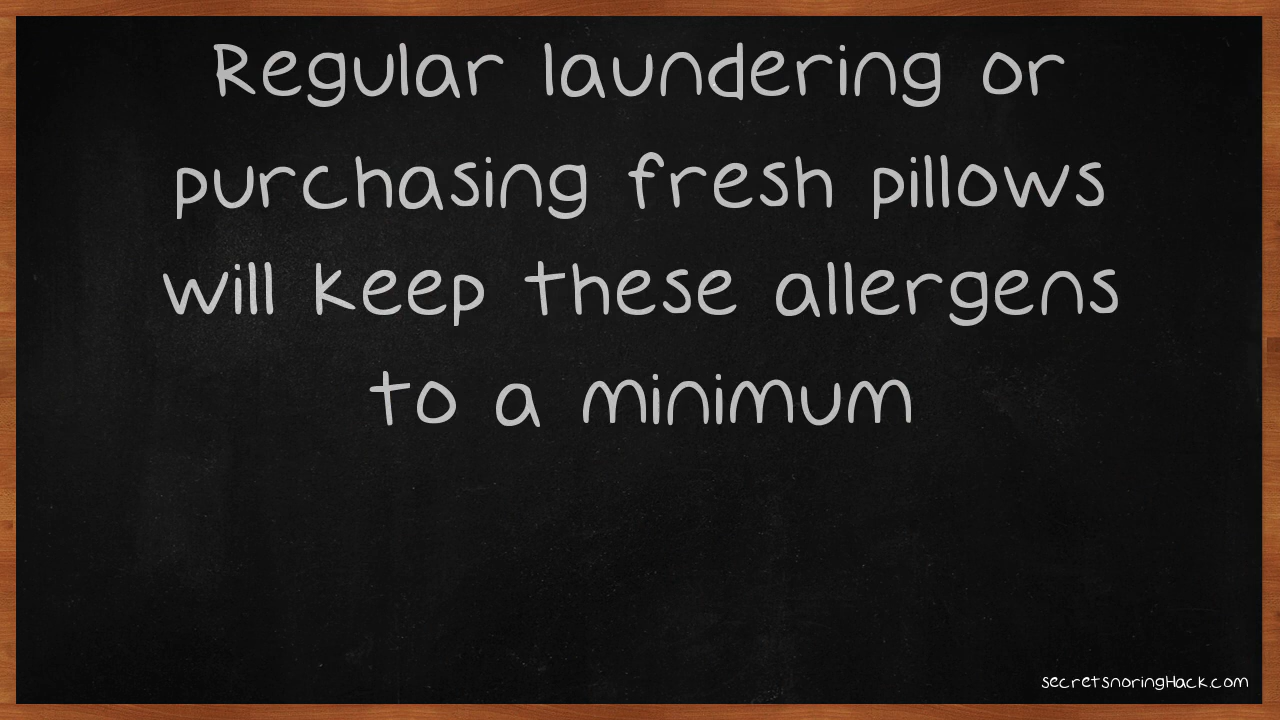 Regular laundering or
purchasing fresh pillows
will keep these allergens
to a minimum
secretsnoringHack.com